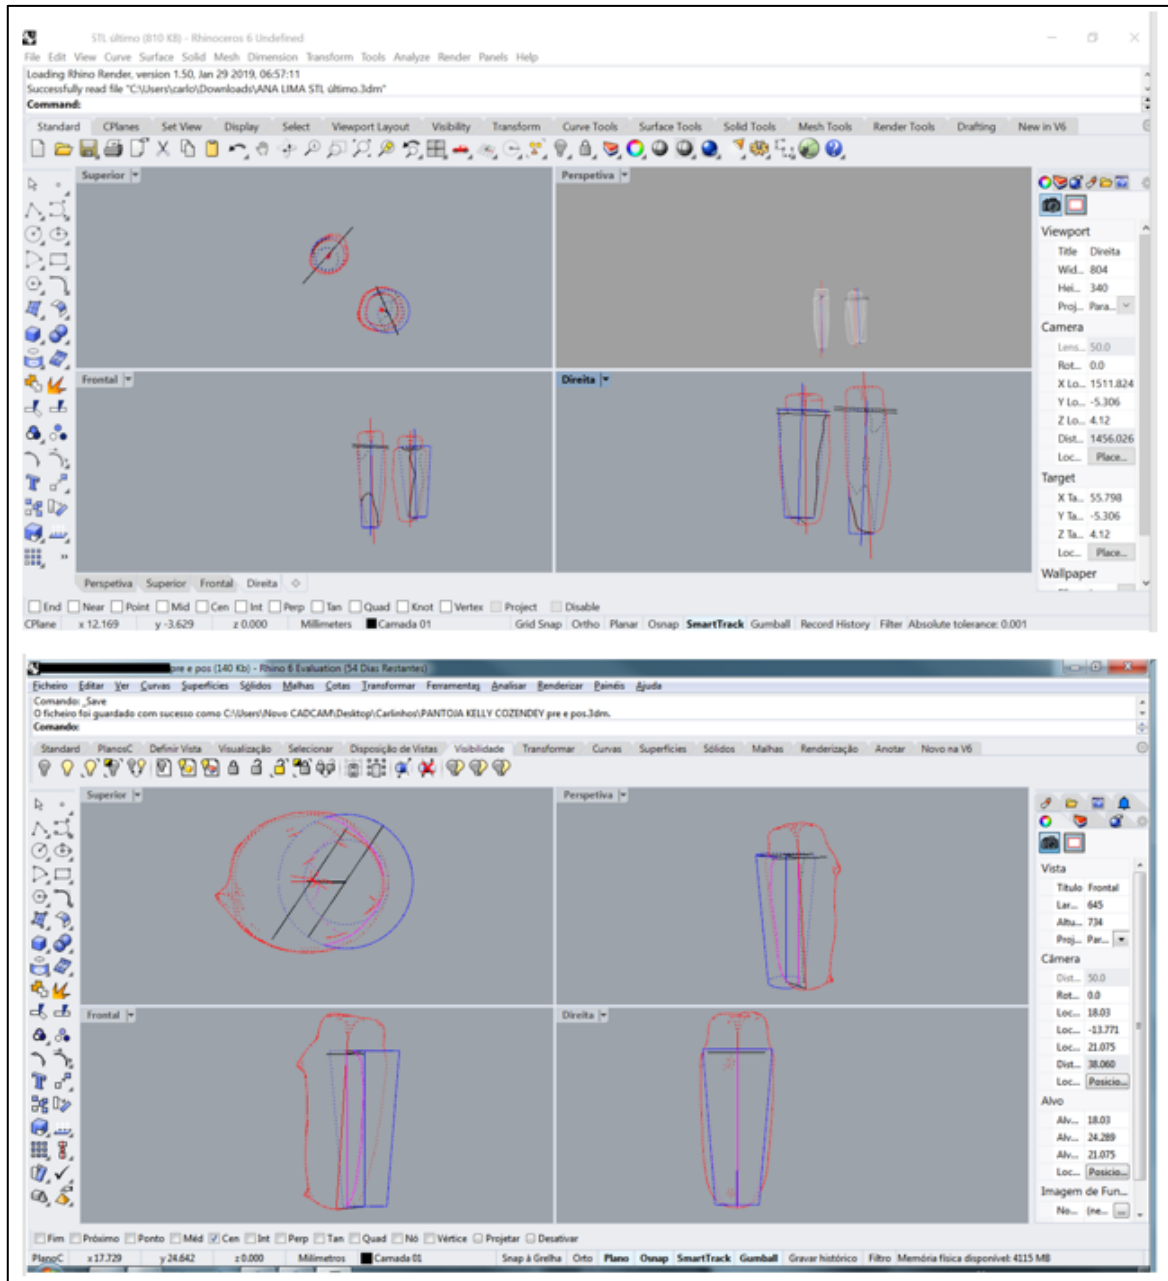 STL último (810 KB) - Rhinoceros 6 Undefined
File Edit View Curve Surface Solid Mesh Dimension Transform Tools Analyze Render Panels Help
Loading Rhino Render, version 1.50, Jan 29 2019, 06:57:11
Successfully read file "C:\Users\carlo\Downloads\ANA LIMA STL último.3dm"
Command:
Standard CPlanes Set View Display Select Viewport Layout Visibility Transform Curve Tools Surface Tools Solid Tools Mesh Tools Render Tools Drafting New in V6
Superior
Perspetiva
Viewport
Title Direita
Wid... 804
Hei... 340
Proj... Para...
Camera
Lens... 50.0
Rot... 0.0
X Lo... 1511.824
Y Lo... -5.306
Z Lo... 4.12
Dist... 1456.026
Loc... Place...
Target
X Ta... 55.798
Y Ta... -5.306
Z Ta... 4.12
Loc... Place...
Wallpaper
Frontal
Direita
Perspetiva Superior Frontal Direita
End Near Point Mid Cen Int Perp Tan Quad Knot Vertex Project Disable
CPlane x 12.169 y -3.629 z 0.000 Millimeters Camada 01 Grid Snap Ortho Planar Osnap SmartTrack Gumball Record History Filter Absolute tolerance: 0.001
pre e pos (140 Kb) - Rhino 6 Evaluation (54 Dias Restantes)
Ficheiro Editar Ver Curvas Superfícies Sólidos Malhas Cotas Transformar Ferramentas Analisar Renderizar Painéis Ajuda
Comando: _Save
O ficheiro foi guardado com sucesso como C:\Users\Novo CADCAM\Desktop\Carlinhos\PANTOJA KELLY COZENDEY pre e pos.3dm.
Comando:
Standard PlanosC Definir Vista Visualização Selecionar Disposição de Vistas Visibilidade Transformar Curvas Superfícies Sólidos Malhas Renderização Anotar Novo na V6
Superior
Perspetiva
Vista
Título Frontal
Lar... 645
Altu... 734
Proj... Par...
Câmera
Dist... 50.0
Rot... 0.0
Loc... 18.03
Loc... -13.771
Loc... 21.075
Dist... 38.060
Loc... Posicio...
Alvo
Alv... 18.03
Alv... 24.289
Alv... 21.075
Loc... Posicio...
Imagem de Fun...
No... (ne... ...
Frontal
Direita
Fim Próximo Ponto Méd Cen Int Perp Tan Quad Nó Vértice Projetar Desativar
PlanoC x 17.729 y 24.642 z 0.000 Milímetros Camada 01 Snap à Grelha Orto Plano Osnap SmartTrack Gumball Gravar histórico Filtro Memória física disponível: 4115 MB